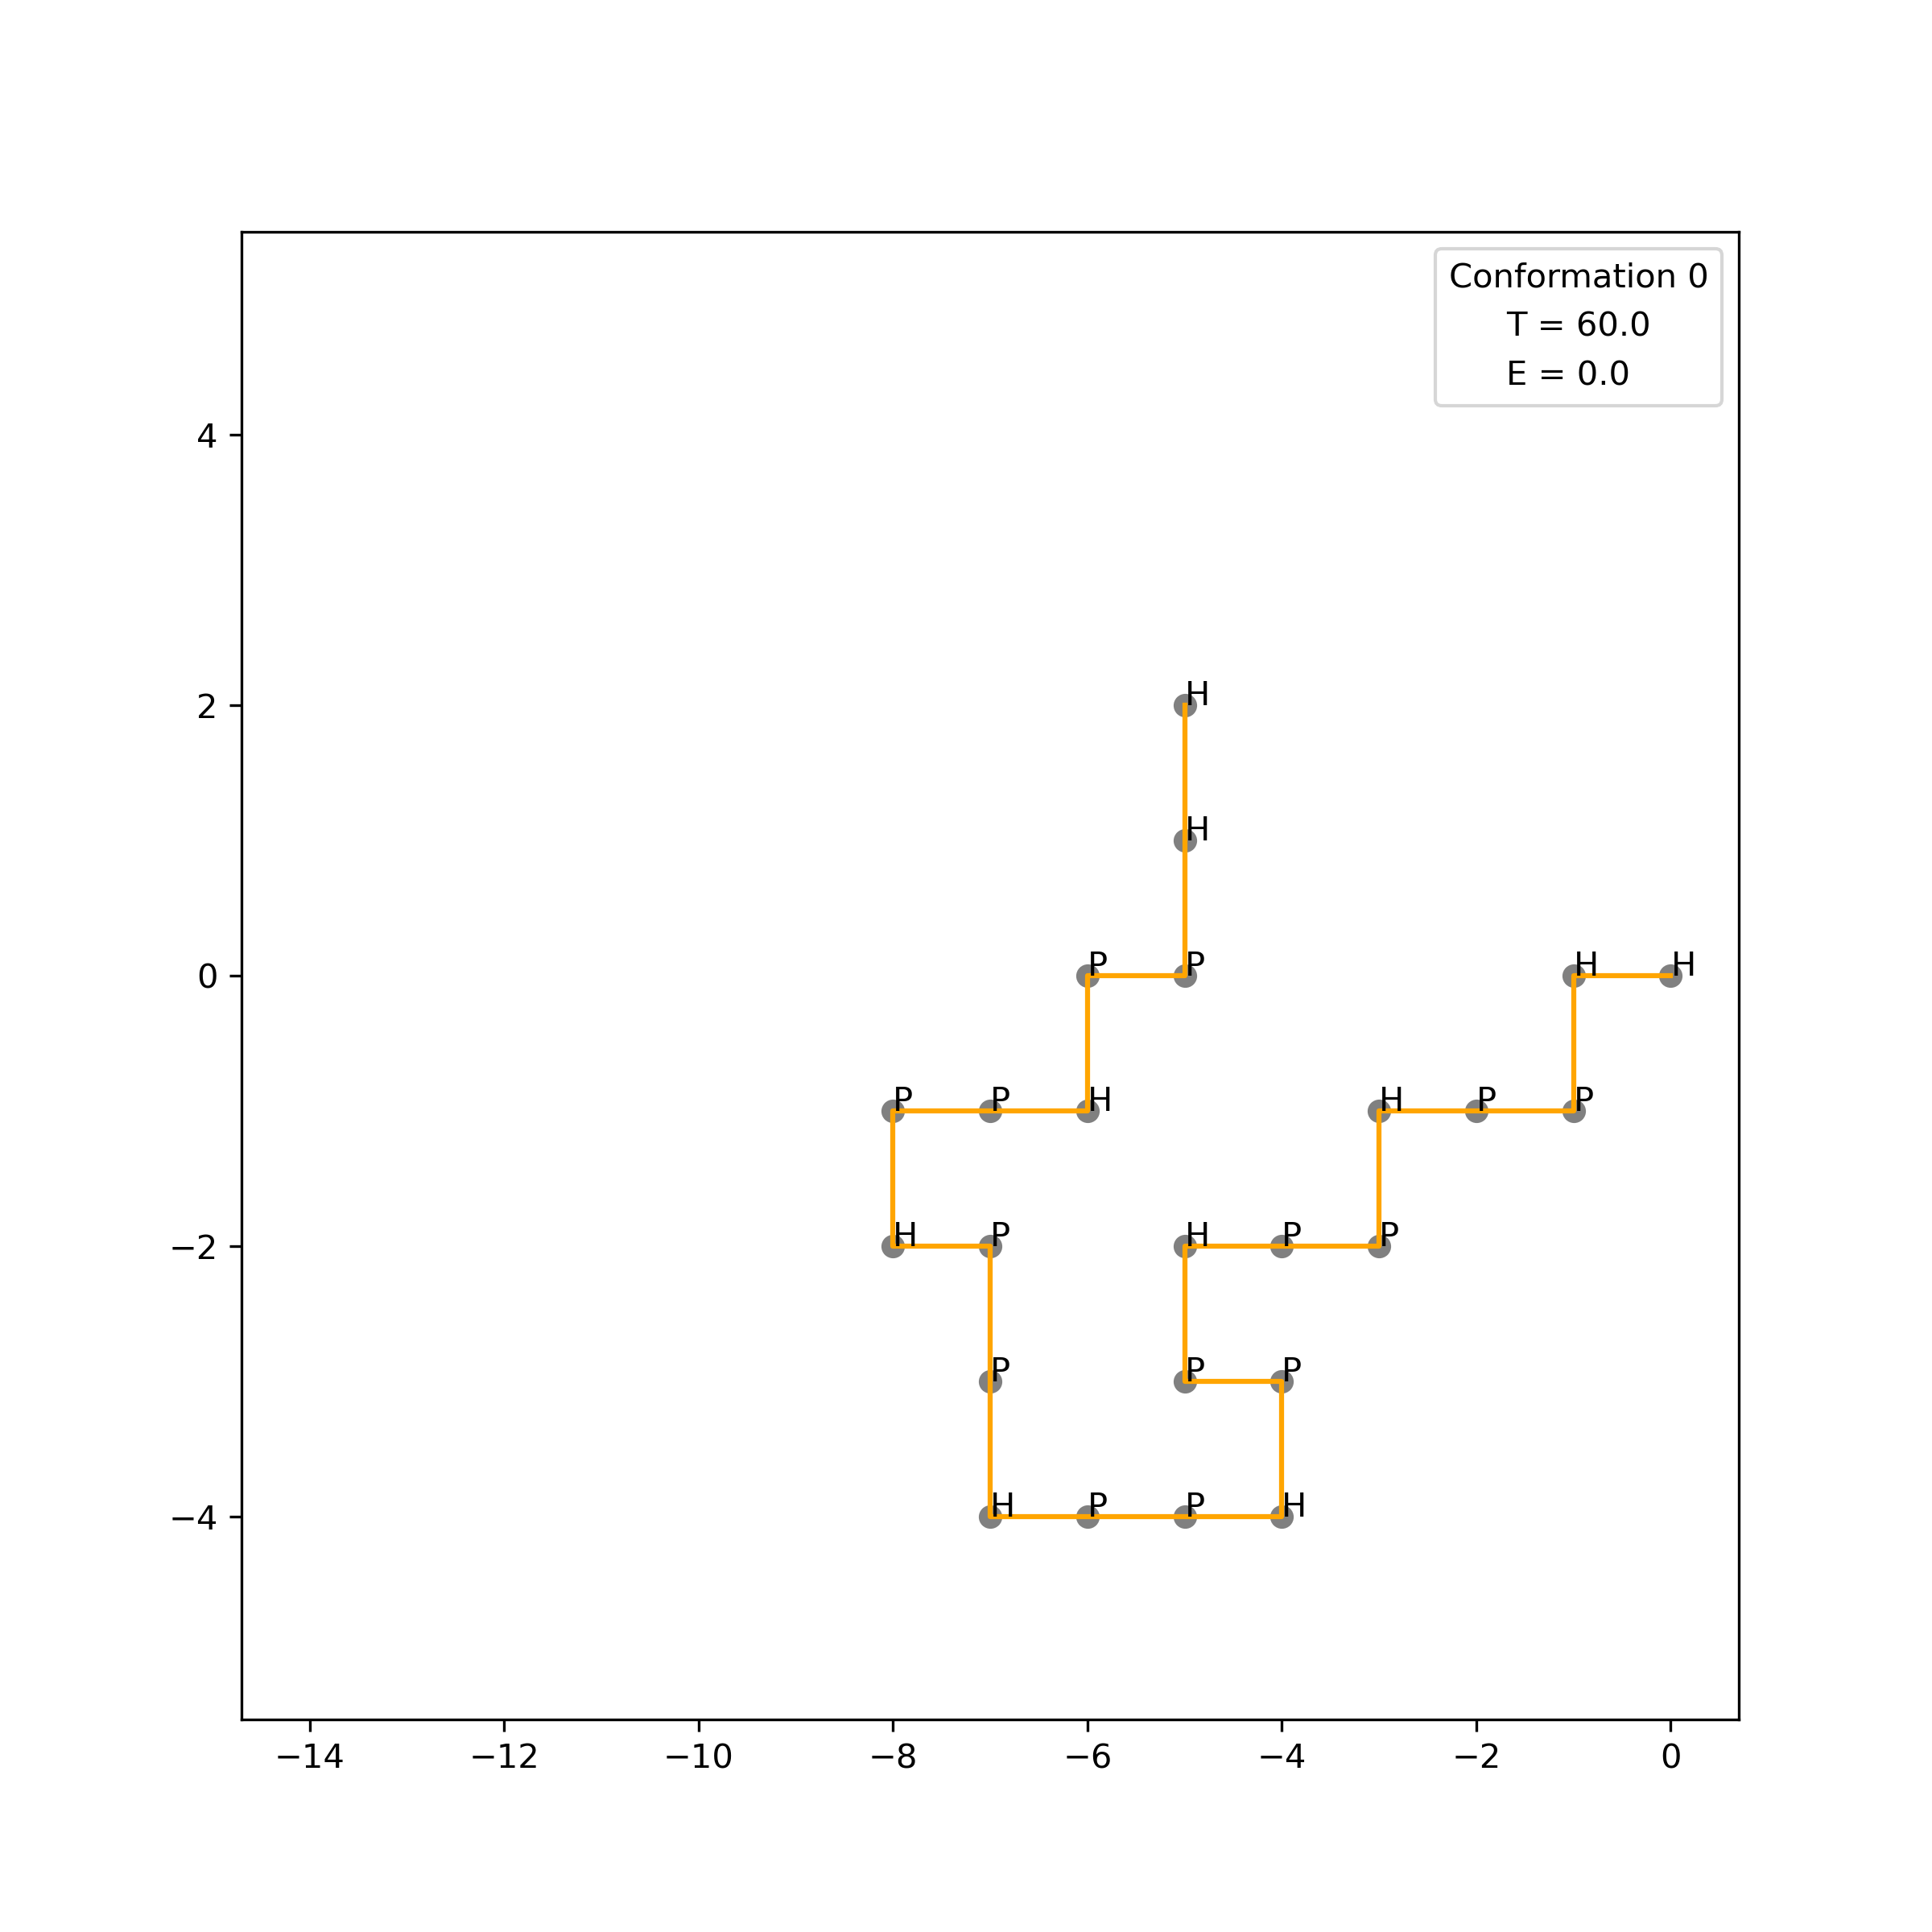 Conformation 0
T = 60.0
E = 0.0
4
H
2
H
P P H H
0
P P H H P P
H P H P P
−2
P P P
H P P H
−4
−14 −12 −10 −8 −6 −4 −2 0